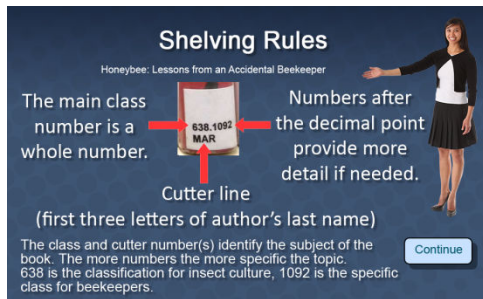 Shelving Rules
Honeybee: Lessons from an Accidental Beekeeper
The main class
number is a
whole number.
638.1092
MAR
Numbers after
the decimal point
provide more
detail if needed.
Cutter line
(first three letters of author's last name)
The class and cutter number(s) identify the subject of the
book. The more numbers the more specific the topic.
638 is the classification for insect culture, 1092 is the specific
class for beekeepers.
Continue